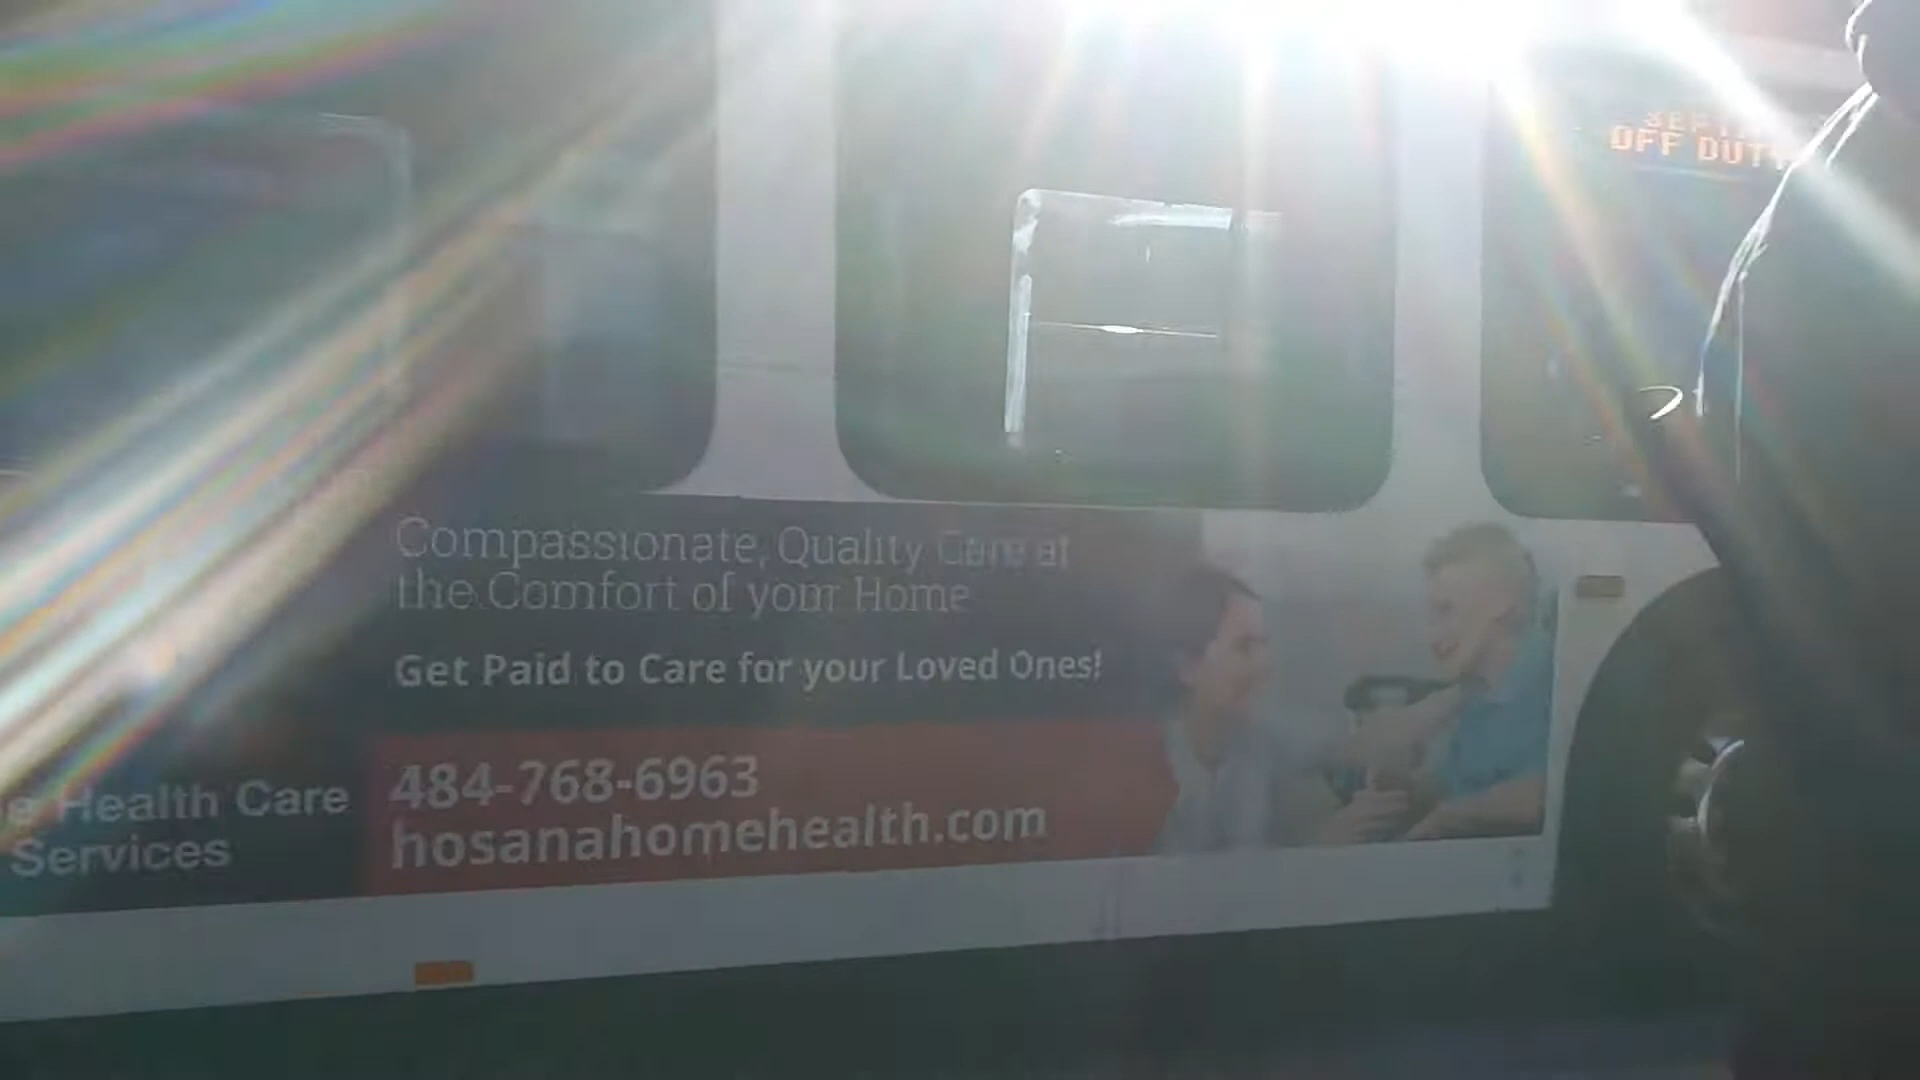 OFF DUTY
Compassionate, Quality Care at
the Comfort of your Home
Get Paid to Care for your Loved Ones!
484-768-6963
hosanahomehealth.com
Health Care
Services